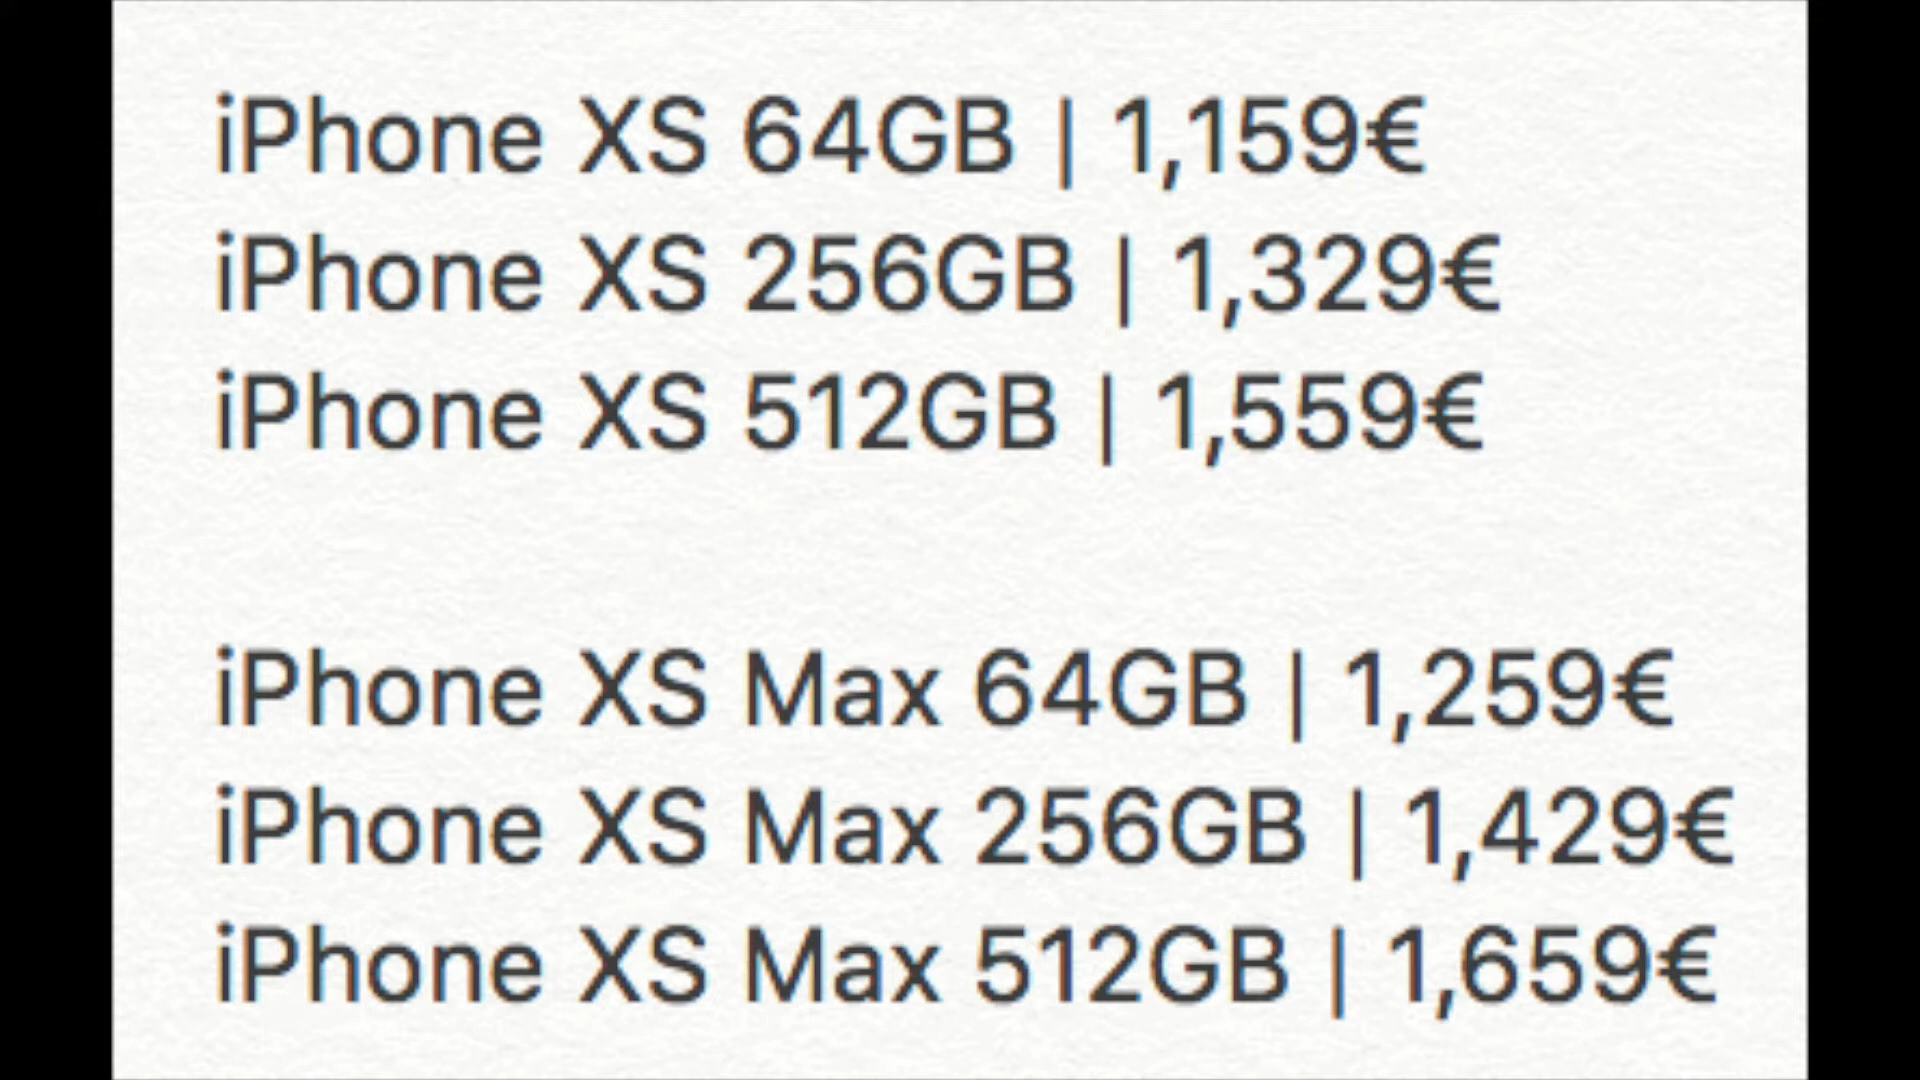 iPhone XS 64GB | 1,159€
iPhone XS 256GB | 1,329€
iPhone XS 512GB | 1,559€
iPhone XS Max 64GB | 1,259€
iPhone XS Max 256GB | 1,429€
iPhone XS Max 512GB | 1,659€